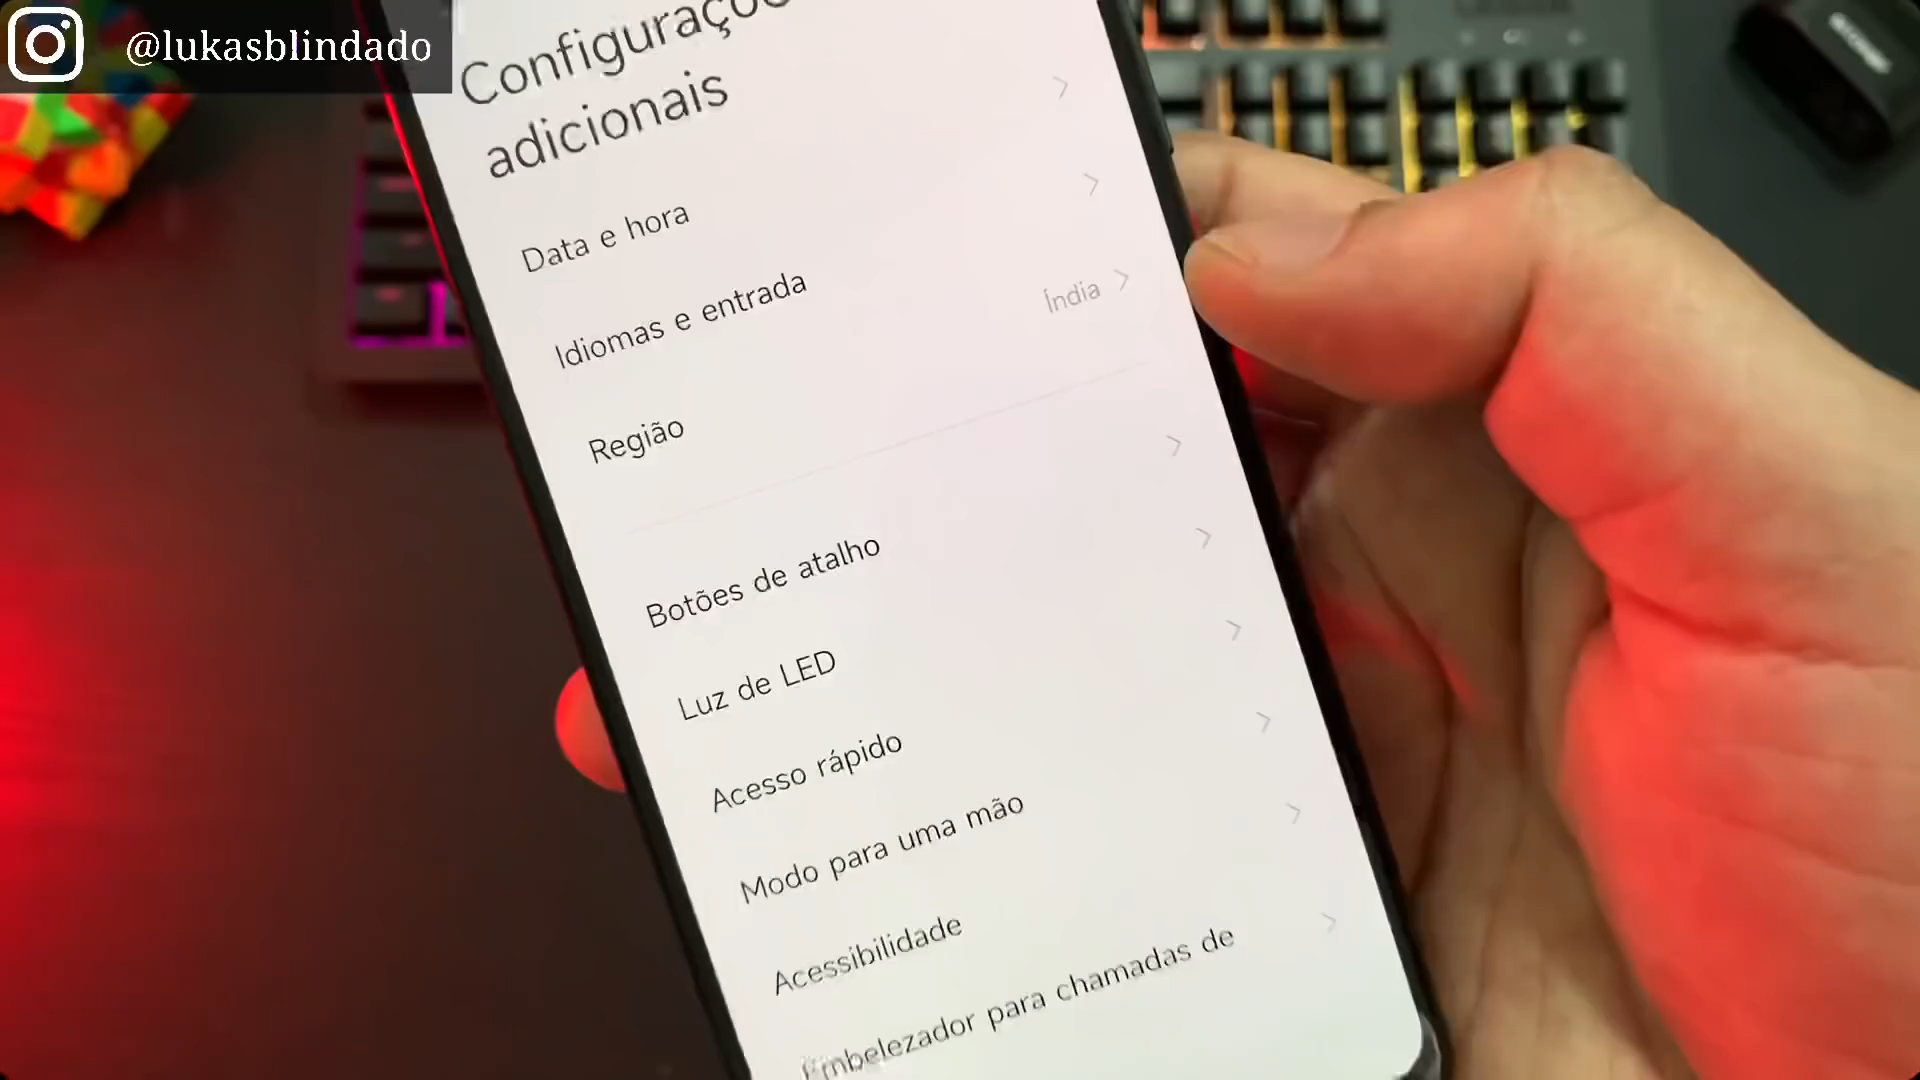 @lukasblindado
adicionais
Data e hora
Idiomas e entrada
Região
Índia
Botões de atalho
Luz de LED
Acesso rápido
Modo para uma mão
Acessibilidade
Embelezador para chamadas de